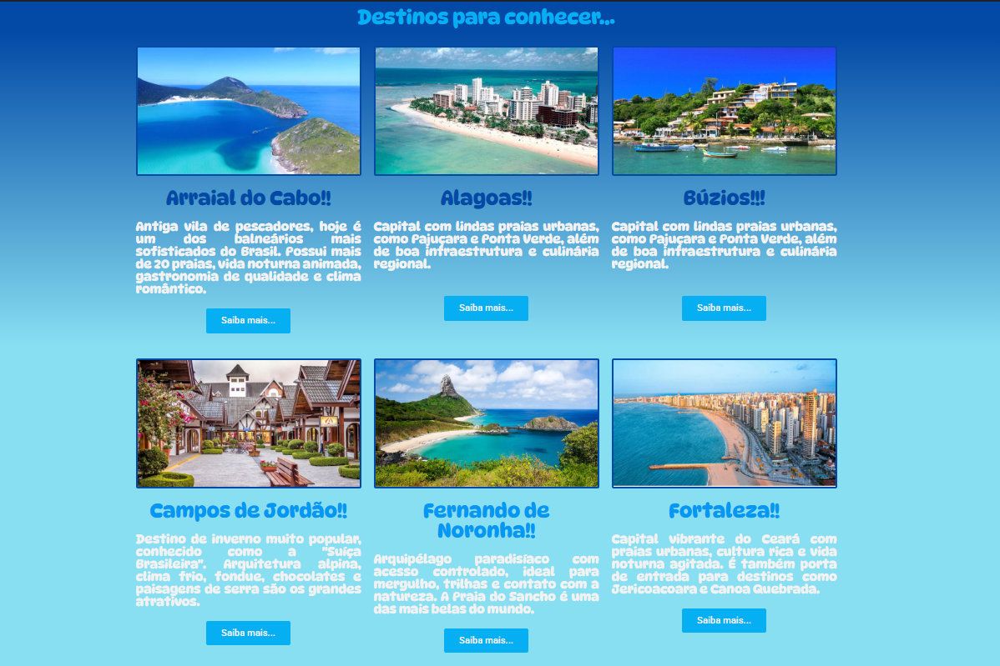 Destinos para conhecer...
Arraial do Cabo!!
Antiga vila de pescadores, hoje é
um dos balneários mais
sofisticados do Brasil. Possui mais
de 20 praias, vida noturna animada,
gastronomia de qualidade e clima
romântico.
Saiba mais...
Alagoas!!
Capital com lindas praias urbanas,
como Pajuçara e Ponta Verde, além
de boa infraestrutura e culinária
regional.
Saiba mais...
Búzios!!!
Capital com lindas praias urbanas,
como Pajuçara e Ponta Verde, além
de boa infraestrutura e culinária
regional.
Saiba mais...
Campos de Jordão!!
Destino de inverno muito popular,
conhecido como a "Suíça
Brasileira". Arquitetura alpina,
clima frio, fondue, chocolates e
paisagens de serra são os grandes
atrativos.
Saiba mais...
Fernando de
Noronha!!
Arquipélago paradisíaco com
acesso controlado, ideal para
mergulho, trilhas e contato com a
natureza. A Praia do Sancho é uma
das mais belas do mundo.
Saiba mais...
Fortaleza!!
Capital vibrante do Ceará com
praias urbanas, cultura rica e vida
noturna agitada. É também porta
de entrada para destinos como
Jericoacoara e Canoa Quebrada.
Saiba mais...